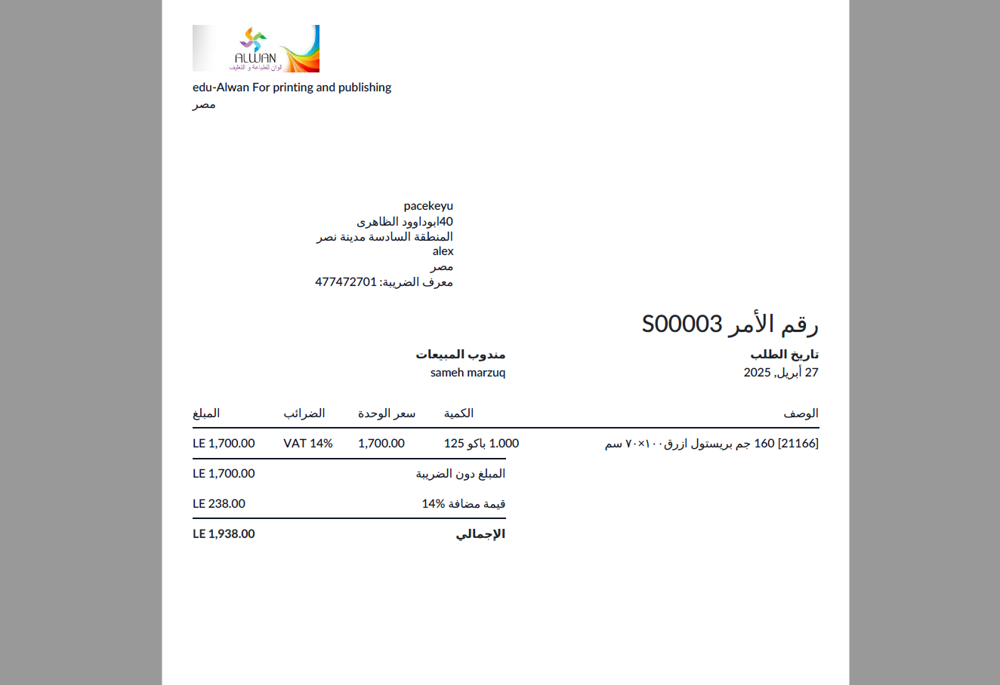 ALWAN
الوان للطباعة و التغليف
edu-Alwan For printing and publishing
مصر
pacekeyu
40ابوداوود الظاهرى
المنطقة السادسة مدينة نصر
alex
مصر
معرف الضريبة: 477472701
رقم الأمر S00003
تاريخ الطلب مندوب المبيعات
27 أبريل, 2025 sameh marzuq
الوصف الكمية سعر الوحدة الضرائب المبلغ
[21166] 160 جم بريستول ازرق١٠٠×٧٠ سم 1.000 باكو 125 1,700.00 VAT 14% LE 1,700.00
المبلغ دون الضريبة LE 1,700.00
قيمة مضافة 14% LE 238.00
الإجمالي LE 1,938.00